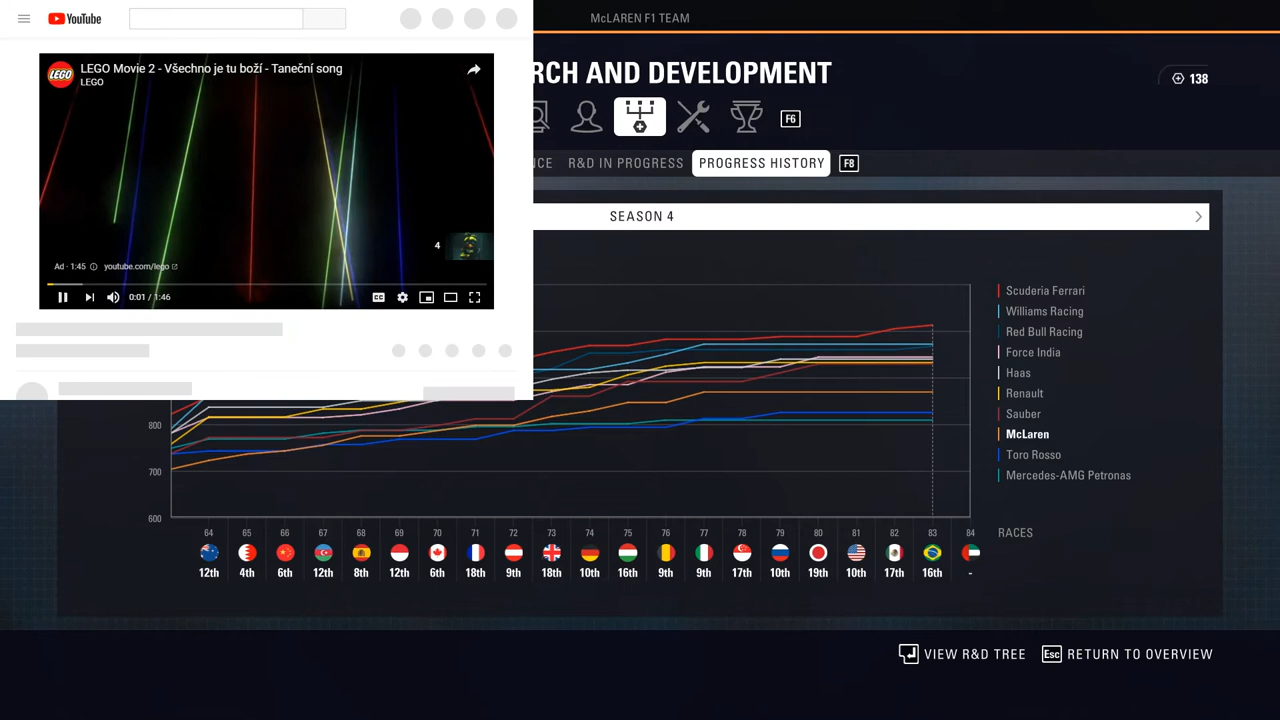 YouTube
LEGO
LEGO Movie 2 - Všechno je tu boží - Taneční song
LEGO
4
Ad · 1:45
youtube.com/lego
0:01 / 1:46
CC
McLAREN F1 TEAM
RCH AND DEVELOPMENT
138
F6
NCE
R&D IN PROGRESS
PROGRESS HISTORY
F8
SEASON 4
Scuderia Ferrari
Williams Racing
Red Bull Racing
Force India
Haas
Renault
Sauber
McLaren
Toro Rosso
Mercedes-AMG Petronas
800
700
600
64 65 66 67 68 69 70 71 72 73 74 75 76 77 78 79 80 81 82 83 84 RACES
12th 4th 6th 12th 8th 12th 6th 18th 9th 18th 10th 16th 9th 9th 17th 10th 19th 10th 17th 16th -
VIEW R&D TREE
Esc RETURN TO OVERVIEW